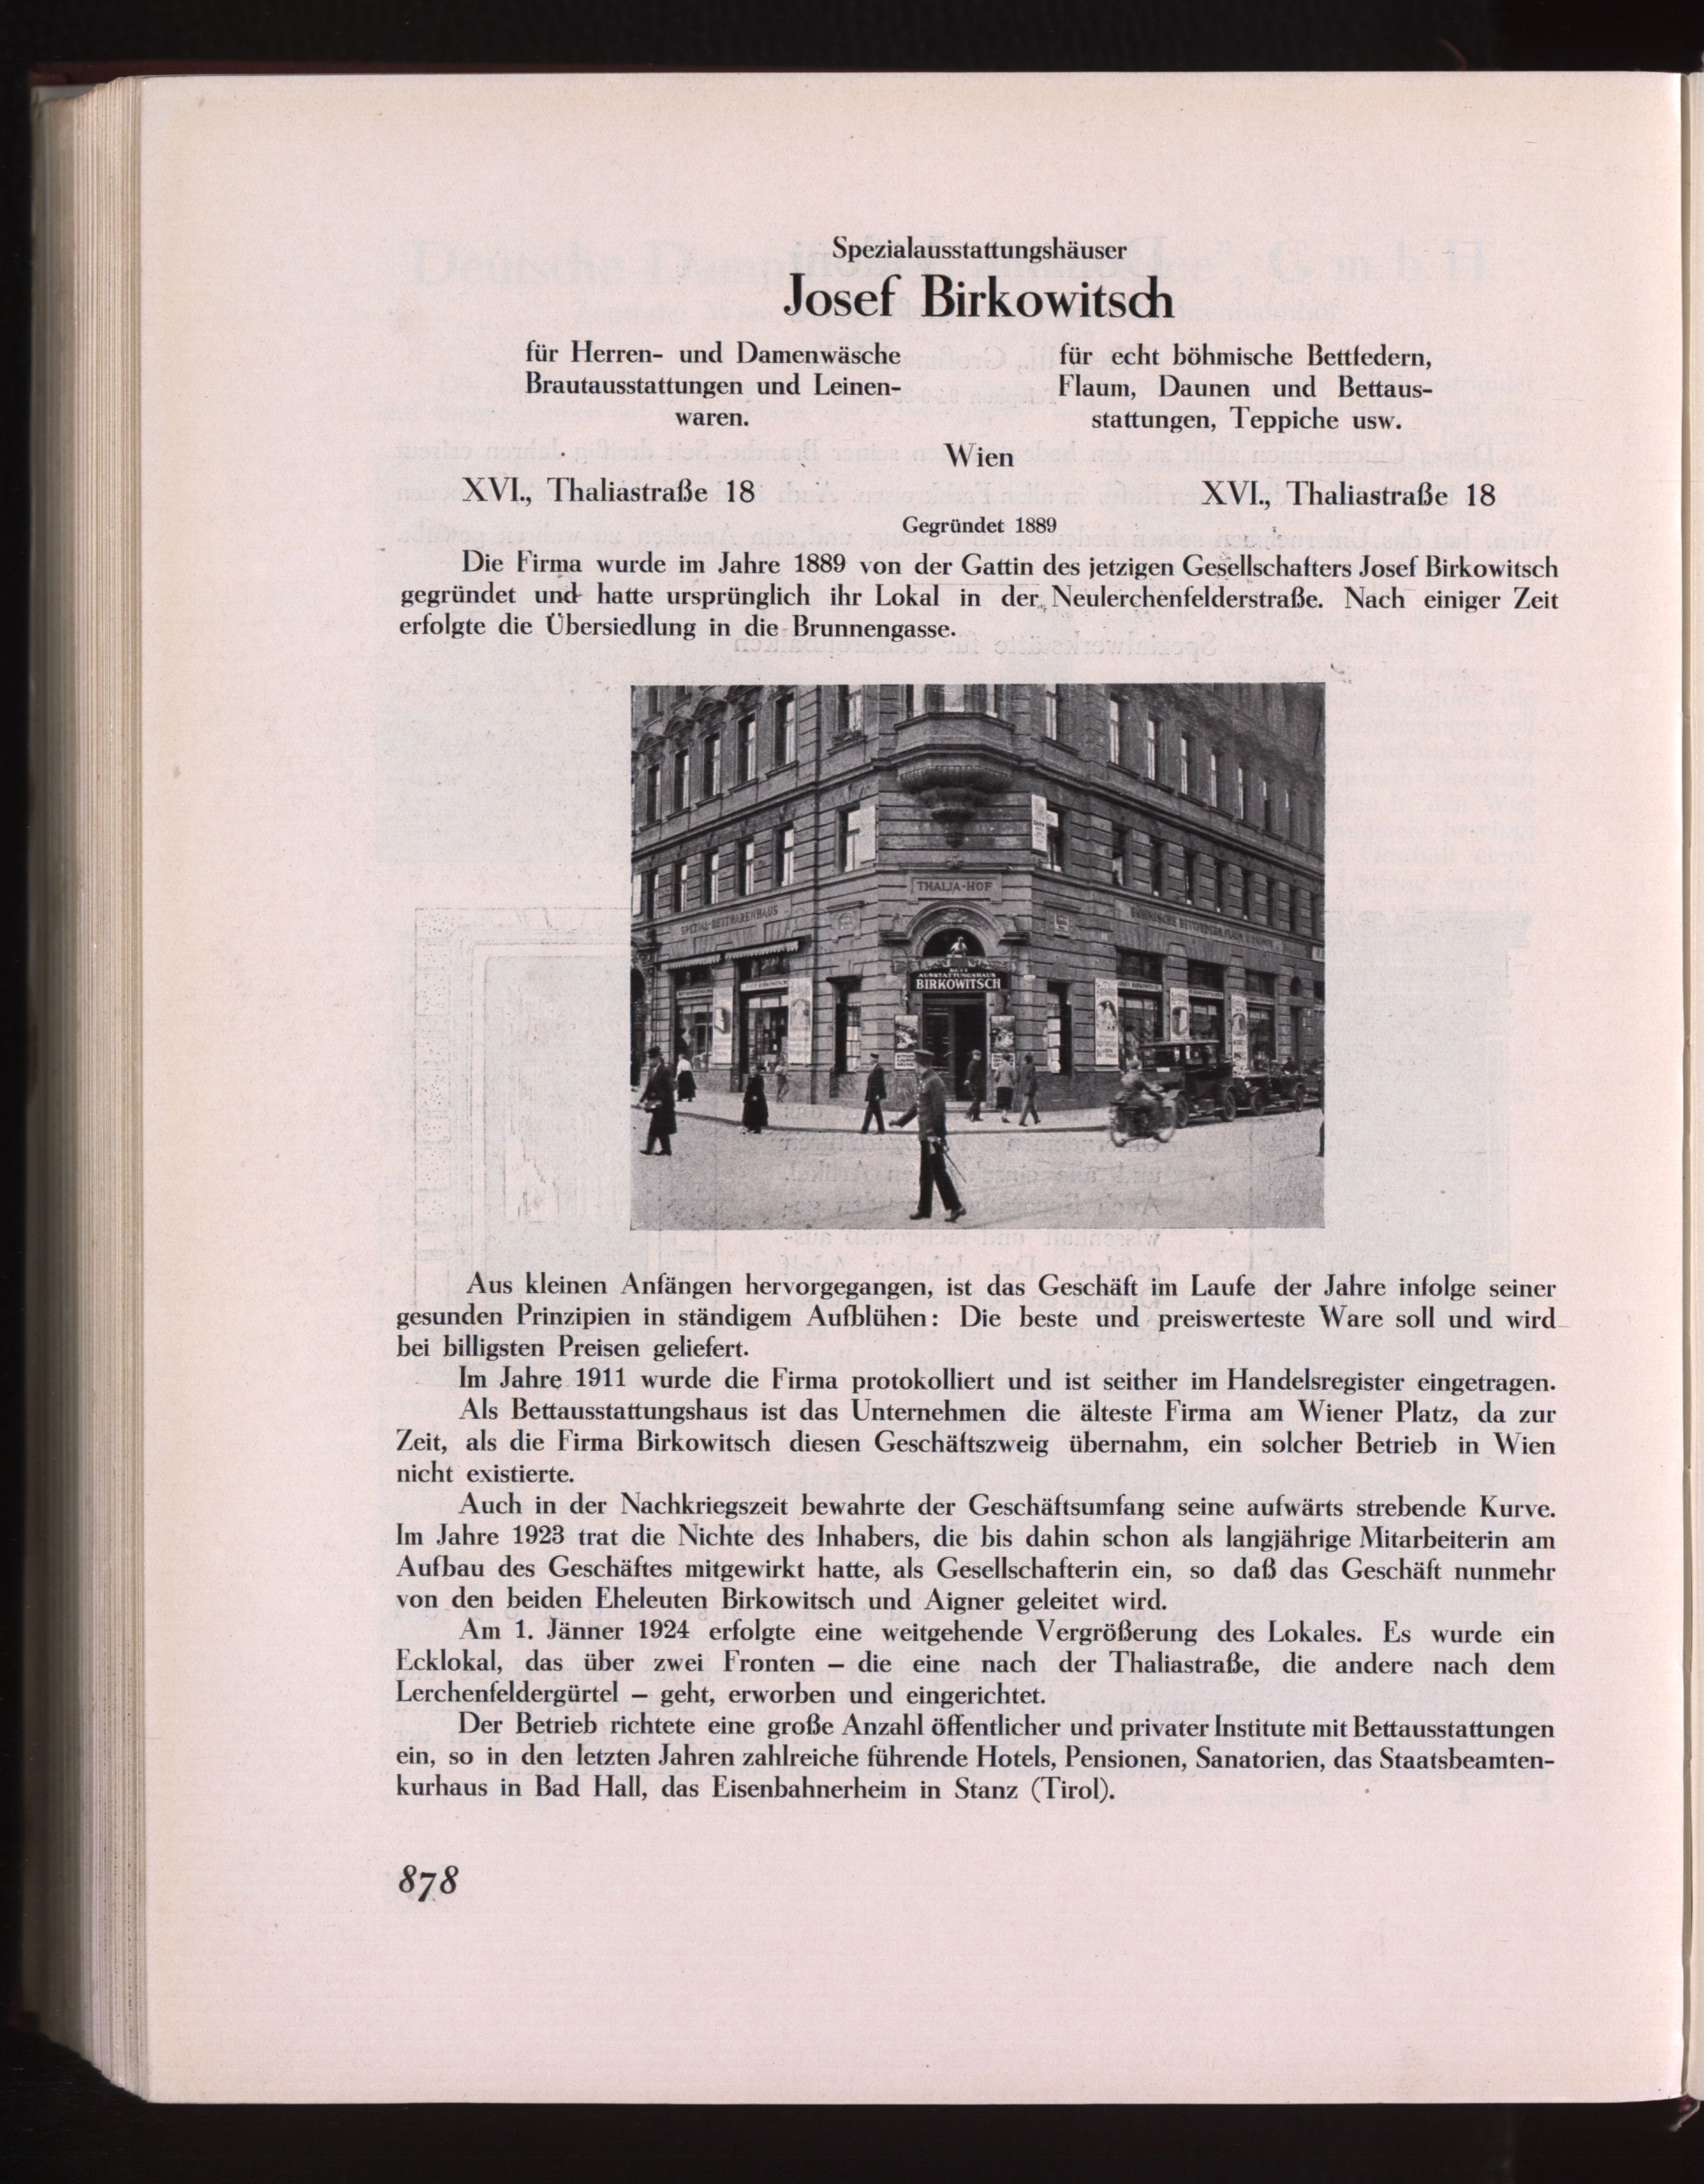 Spezialausstattungshäuser
Josef Birkowitsch
für Herren- und Damenwäsche
Brautausstattungen und Leinen-
waren.
für echt böhmische Bettfedern,
Flaum, Daunen und Bettaus-
stattungen, Teppiche usw.
Wien
XVI., Thaliastraße 18
XVI., Thaliastraße 18
Gegründet 1889
Die Firma wurde im Jahre 1889 von der Gattin des jetzigen Gesellschafters Josef Birkowitsch
gegründet und hatte ursprünglich ihr Lokal in der Neulerchenfelderstraße. Nach einiger Zeit
erfolgte die Übersiedlung in die Brunnengasse.
THALIA-HOF
SPEZIAL-BETTWARENHAUS
BÖHMISCHE BETTFEDERN
AUSSTATTUNGSHAUS
BIRKOWITSCH
Aus kleinen Anfängen hervorgegangen, ist das Geschäft im Laufe der Jahre infolge seiner
gesunden Prinzipien in ständigem Aufblühen: Die beste und preiswerteste Ware soll und wird
bei billigsten Preisen geliefert.
Im Jahre 1911 wurde die Firma protokolliert und ist seither im Handelsregister eingetragen.
Als Bettausstattungshaus ist das Unternehmen die älteste Firma am Wiener Platz, da zur
Zeit, als die Firma Birkowitsch diesen Geschäftszweig übernahm, ein solcher Betrieb in Wien
nicht existierte.
Auch in der Nachkriegszeit bewahrte der Geschäftsumfang seine aufwärts strebende Kurve.
Im Jahre 1923 trat die Nichte des Inhabers, die bis dahin schon als langjährige Mitarbeiterin am
Aufbau des Geschäftes mitgewirkt hatte, als Gesellschafterin ein, so daß das Geschäft nunmehr
von den beiden Eheleuten Birkowitsch und Aigner geleitet wird.
Am 1. Jänner 1924 erfolgte eine weitgehende Vergrößerung des Lokales. Es wurde ein
Ecklokal, das über zwei Fronten – die eine nach der Thaliastraße, die andere nach dem
Lerchenfeldergürtel – geht, erworben und eingerichtet.
Der Betrieb richtete eine große Anzahl öffentlicher und privater Institute mit Bettausstattungen
ein, so in den letzten Jahren zahlreiche führende Hotels, Pensionen, Sanatorien, das Staatsbeamten-
kurhaus in Bad Hall, das Eisenbahnerheim in Stanz (Tirol).
878